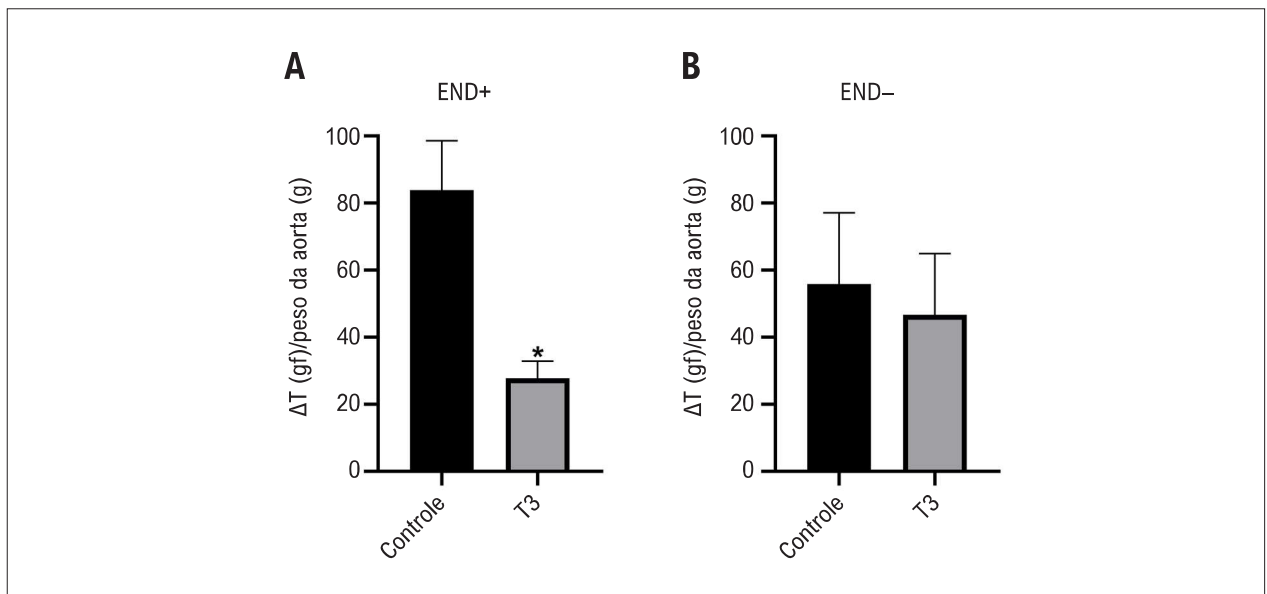 A
END+
ΔT (gf)/peso da aorta (g)
100
80
60
40
20
0
*
Controle
T3
B
END–
ΔT (gf)/peso da aorta (g)
100
80
60
40
20
0
Controle
T3